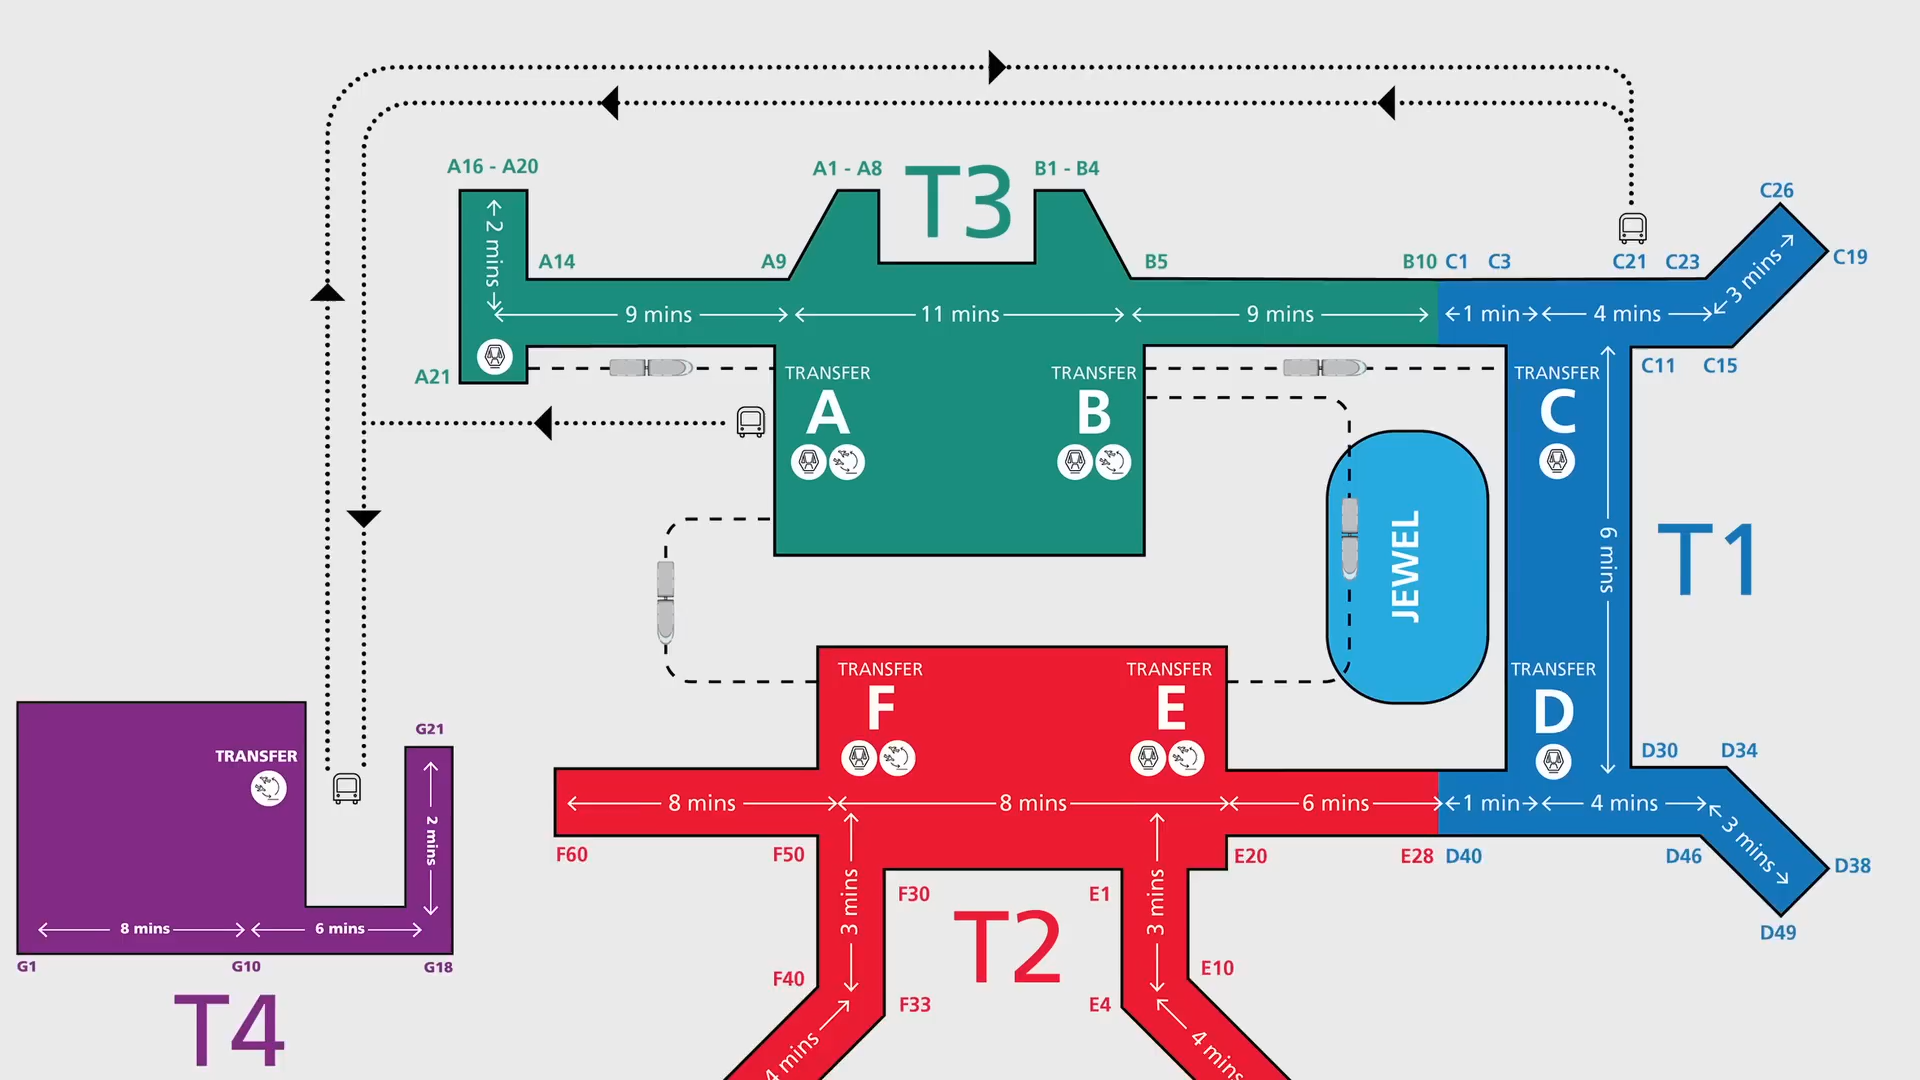 A16 - A20
A1 - A8
T3
B1 - B4
C26
2 mins
A14
A9
B5
B10
C1
C3
C21
C23
C19
9 mins
11 mins
9 mins
1 min
4 mins
3 mins
A21
TRANSFER
A
TRANSFER
B
TRANSFER
C
C11
C15
6 mins
JEWEL
T1
TRANSFER
F
TRANSFER
E
TRANSFER
D
G21
TRANSFER
D30
D34
8 mins
8 mins
6 mins
1 min
4 mins
3 mins
2 mins
F60
F50
E20
E28
D40
D46
D38
3 mins
3 mins
F30
E1
T2
8 mins
6 mins
D49
G1
G10
G18
F40
E10
F33
E4
T4
4 mins
4 mins